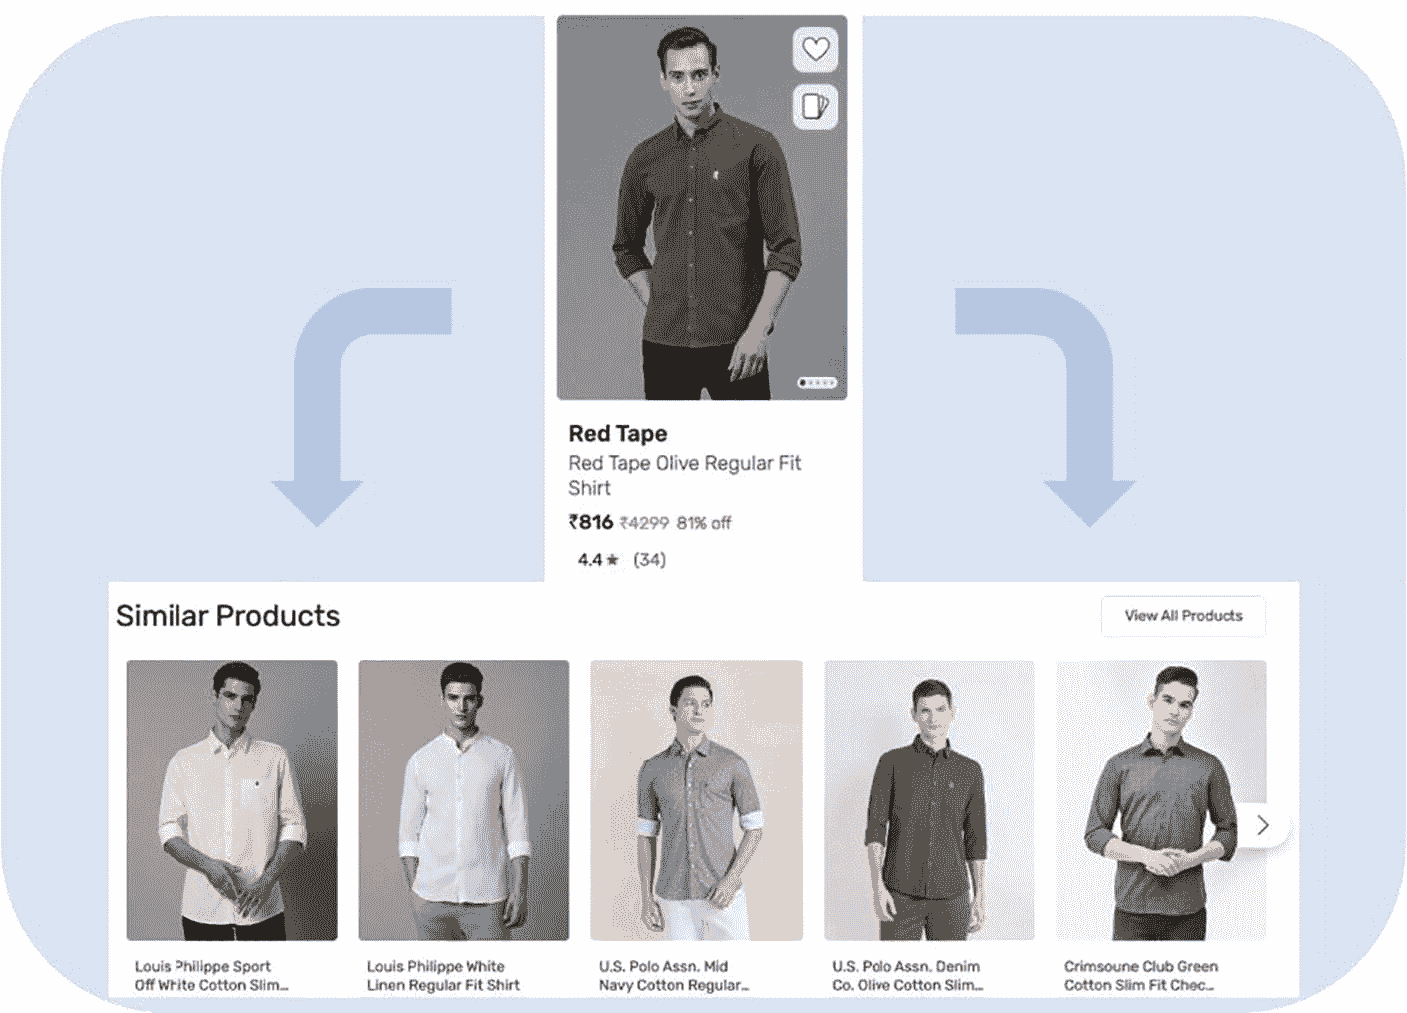 Red Tape
Red Tape Olive Regular Fit
Shirt
₹816 ₹4299 81% off
4.4★ (34)
Similar Products
View All Products
Louis Philippe Sport
Off White Cotton Slim...
Louis Philippe White
Linen Regular Fit Shirt
U.S. Polo Assn. Mid
Navy Cotton Regular...
U.S. Polo Assn. Denim
Co. Olive Cotton Slim...
Crimsoune Club Green
Cotton Slim Fit Chec...